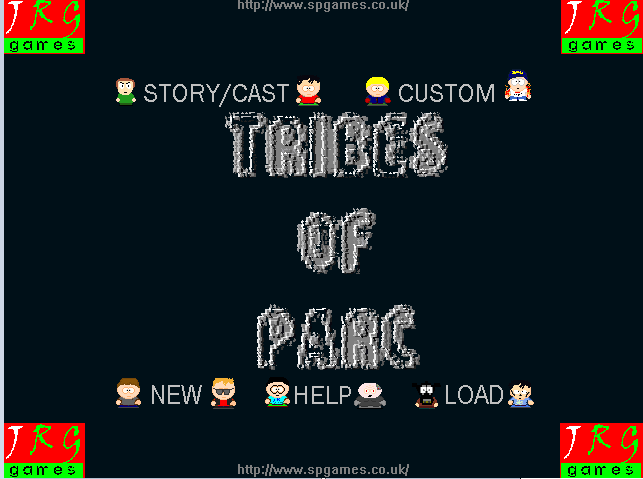 http://www.spgames.co.uk/
JRG JRG
games games
STORY/CAST CUSTOM
TRIBES
OF
PARC
NEW HELP LOAD
JRG JRG
games games
http://www.spgames.co.uk/